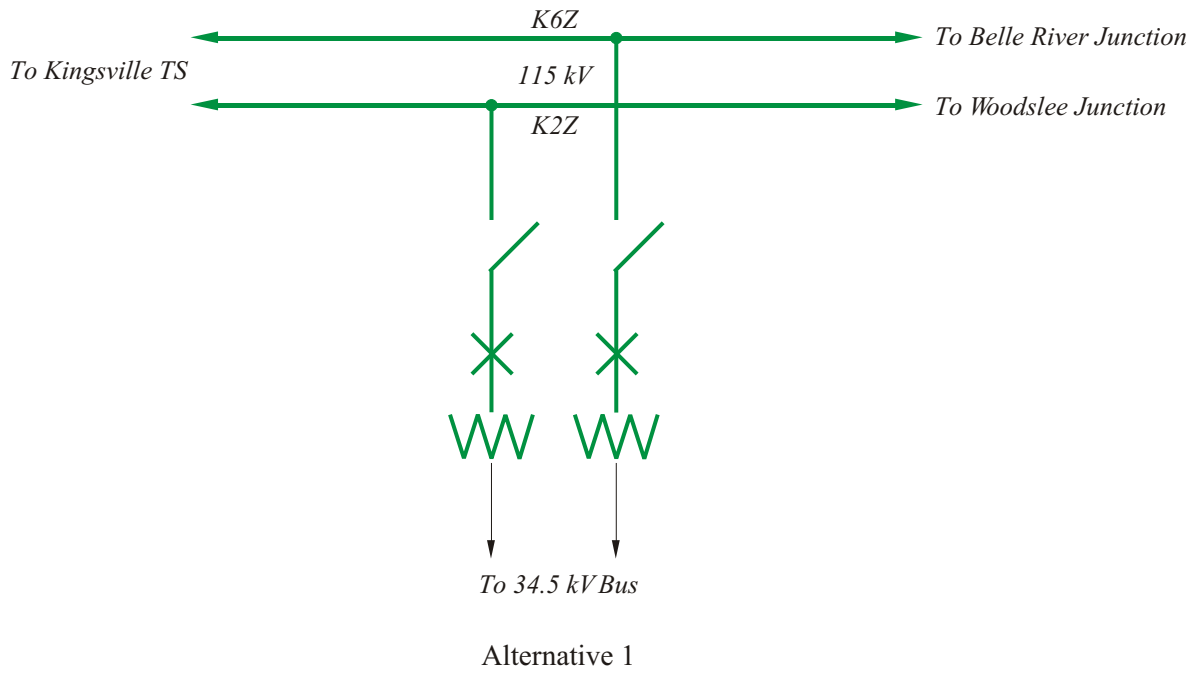 K6Z
To Belle River Junction
To Kingsville TS
115 kV
To Woodslee Junction
K2Z
To 34.5 kV Bus
Alternative 1